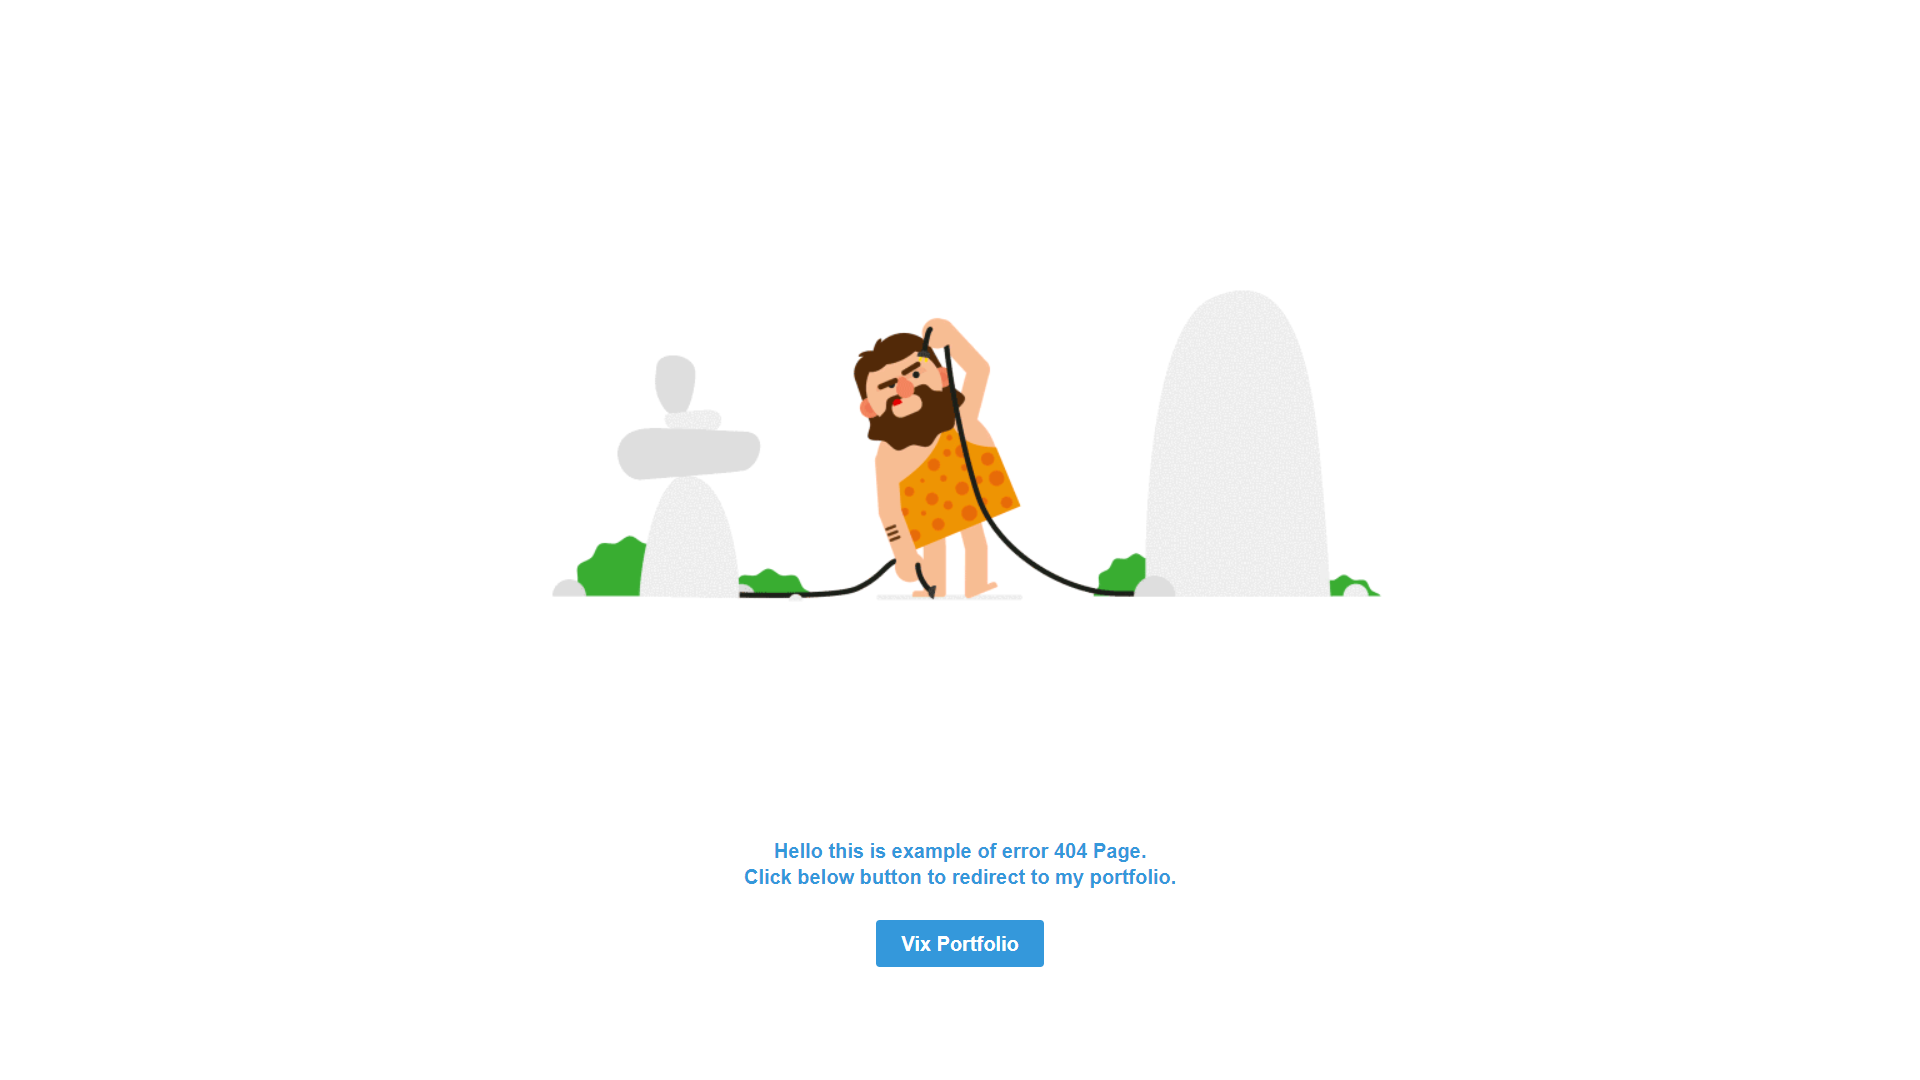 Hello this is example of error 404 Page.
Click below button to redirect to my portfolio.
Vix Portfolio